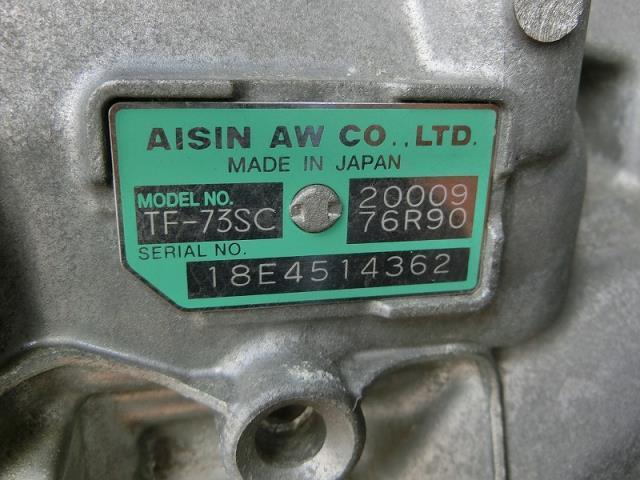 AISIN AW CO.,LTD.
MADE IN JAPAN
MODEL NO.
TF-73SC
20009
76R90
SERIAL NO.
18E4514362